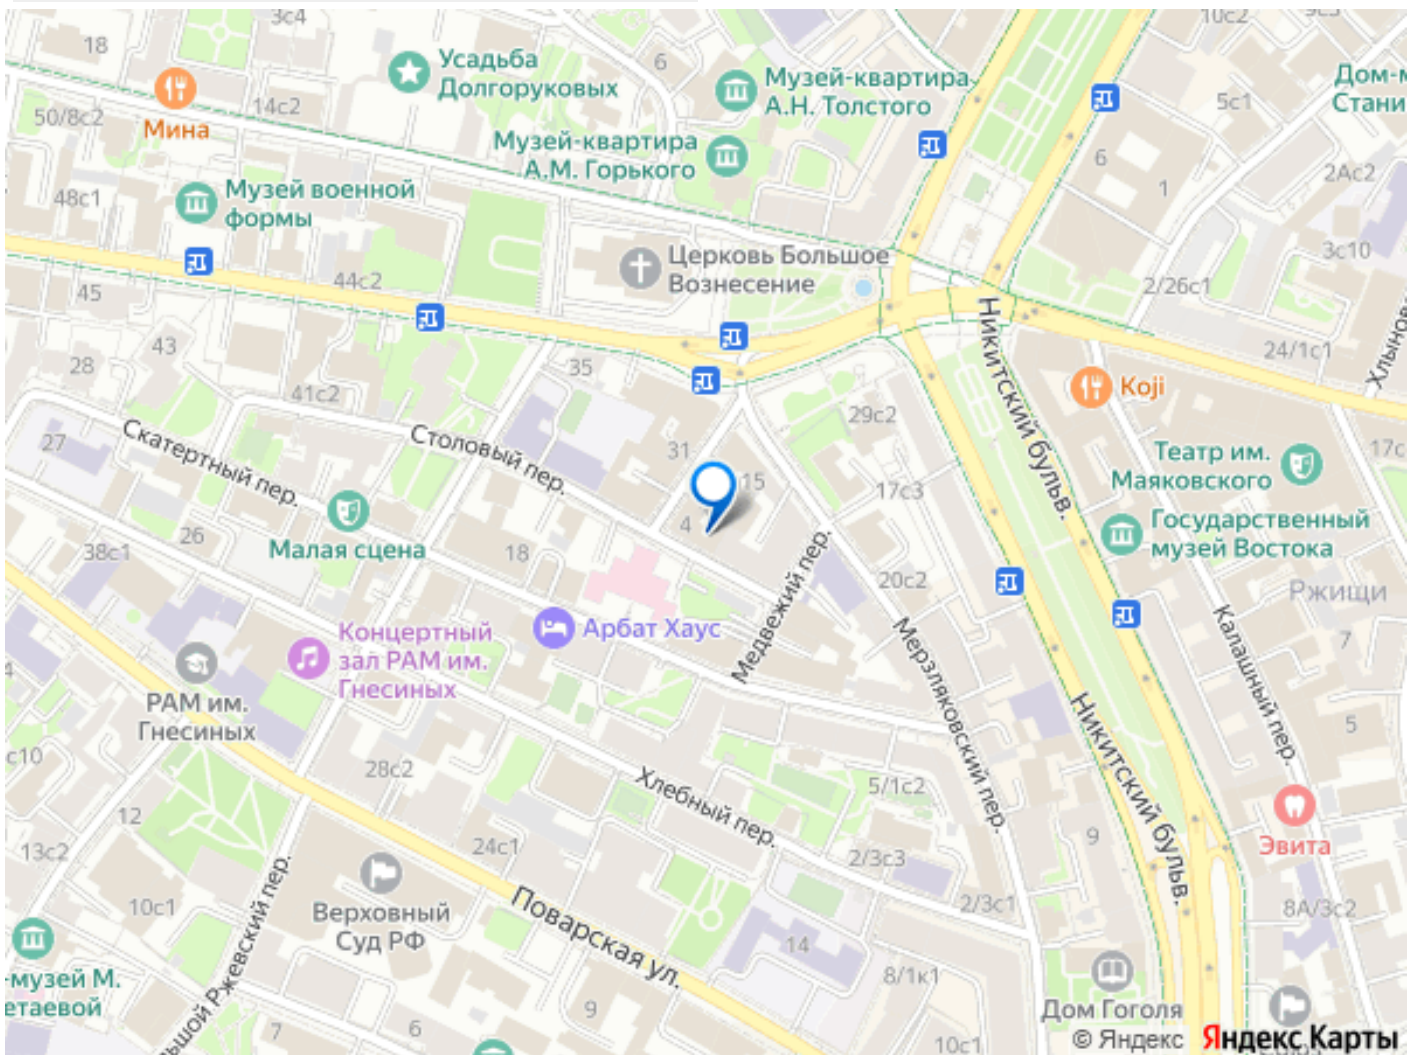 3с4
10с2
18
Усадьба
Долгоруковых
6
Музей-квартира
А.Н. Толстого
Дом-м
Стани
5с1
14с2
50/8с2
Мина
Музей-квартира
А.М. Горького
6
1
2Ас2
48с1
Музей военной
формы
3с10
Церковь Большое
Вознесение
44с2
45
2/26с1
Хлынов
43
28
35
24/1с1
41с2
Koji
29с2
Никитский бульв.
27
Скатертный пер.
Столовый пер.
31
15
17с3
Театр им.
Маяковского
17с
4
26
38с1
Малая сцена
18
Медвежий пер.
20с2
Государственный
музей Востока
Ржищи
Арбат Хаус
Концертный
зал РАМ им.
Гнесиных
Мерзляковский пер.
Калашный пер.
7
4
РАМ им.
Гнесиных
5
с10
28с2
Хлебный пер.
5/1с2
Никитский бульв.
12
13с2
24с1
2/3с3
9
Эвита
10с1
Верховный
Суд РФ
Поварская ул.
2/3с1
8А/3с2
14
8/1к1
-музей М.
етаевой
ьшой Ржевский пер.
7
6
9
Дом Гоголя
10с1
© Яндекс
Яндекс Карты